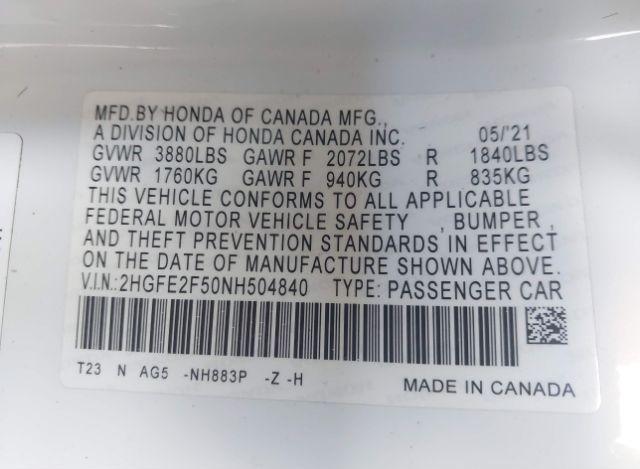 MFD.BY HONDA OF CANADA MFG.,
A DIVISION OF HONDA CANADA INC. 05/'21
GVWR 3880LBS GAWR F 2072LBS R 1840LBS
GVWR 1760KG GAWR F 940KG R 835KG
THIS VEHICLE CONFORMS TO ALL APPLICABLE
FEDERAL MOTOR VEHICLE SAFETY , BUMPER ,
AND THEFT PREVENTION STANDARDS IN EFFECT
ON THE DATE OF MANUFACTURE SHOWN ABOVE.
V.I.N.:2HGFE2F50NH504840 TYPE: PASSENGER CAR
T23 N AG5 -NH883P -Z -H MADE IN CANADA